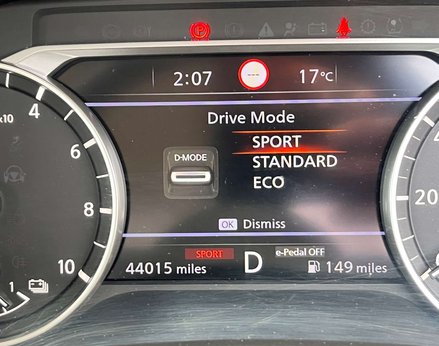 2:07
---
17°C
x10
4
6
8
10
1
Drive Mode
D-MODE
SPORT
STANDARD
ECO
OK Dismiss
SPORT
e-Pedal OFF
44015 miles
D
149 miles
20
P